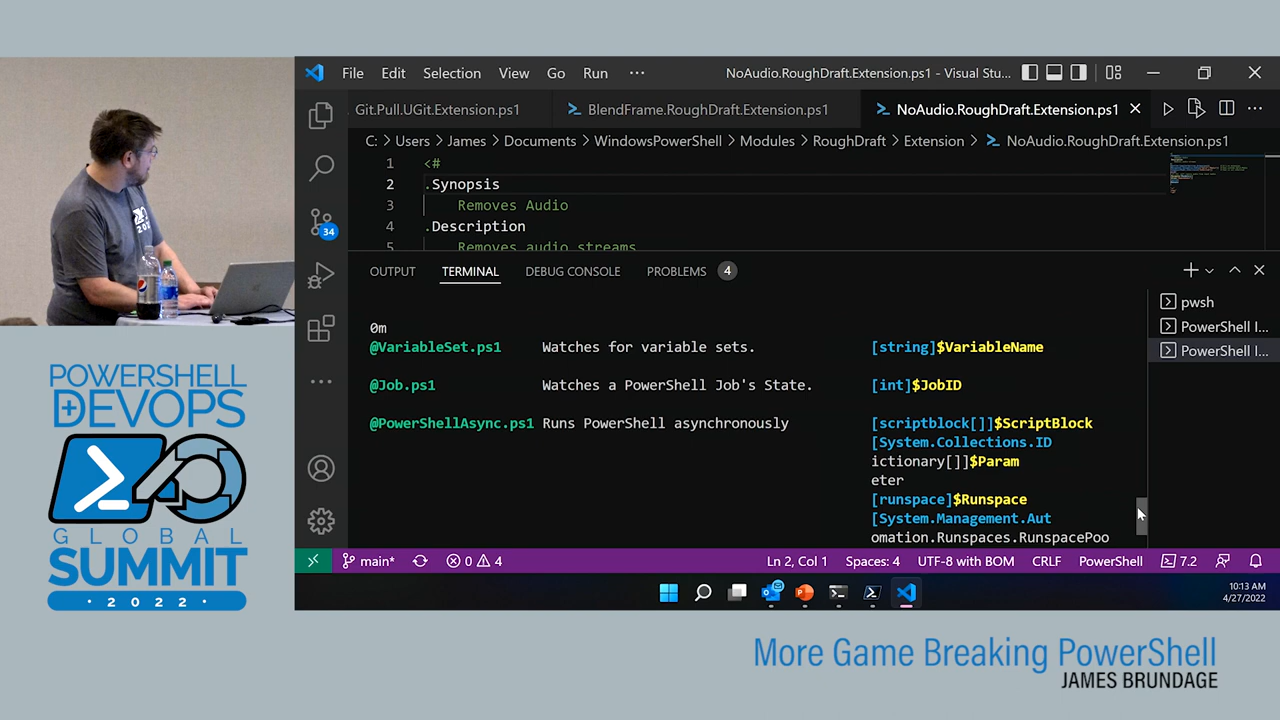 File Edit Selection View Go Run ··· NoAudio.RoughDraft.Extension.ps1 - Visual Stu...
Git.Pull.UGit.Extension.ps1 BlendFrame.RoughDraft.Extension.ps1 NoAudio.RoughDraft.Extension.ps1
C: > Users > James > Documents > WindowsPowerShell > Modules > RoughDraft > Extension > NoAudio.RoughDraft.Extension.ps1
1 <#
2 .Synopsis
3 Removes Audio
4 .Description
5 Removes audio streams
34
OUTPUT TERMINAL DEBUG CONSOLE PROBLEMS 4
pwsh
PowerShell I...
PowerShell I...
0m
@VariableSet.ps1 Watches for variable sets. [string]$VariableName
@Job.ps1 Watches a PowerShell Job's State. [int]$JobID
@PowerShellAsync.ps1 Runs PowerShell asynchronously [scriptblock[]]$ScriptBlock
[System.Collections.ID
ictionary[]]$Param
eter
[runspace]$Runspace
[System.Management.Aut
omation.Runspaces.RunspacePoo
main* 0 4 Ln 2, Col 1 Spaces: 4 UTF-8 with BOM CRLF PowerShell 7.2
10:13 AM
4/27/2022
POWERSHELL
DEVOPS
GLOBAL
SUMMIT
· 2022 ·
More Game Breaking PowerShell
JAMES BRUNDAGE